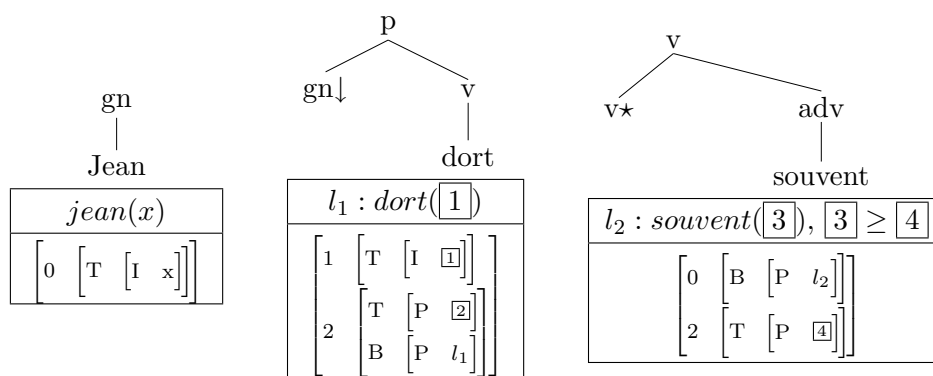 gn
Jean
jean(x)
[0 [T [I x]]]
p
gn↓ v
dort
l₁ : dort(1)
[1 [T [I 1]]
2 [T [P 2]
B [P l₁]]]
v
v⋆ adv
souvent
l₂ : souvent(3), 3 ≥ 4
[0 [B [P l₂]]
2 [T [P 4]]]